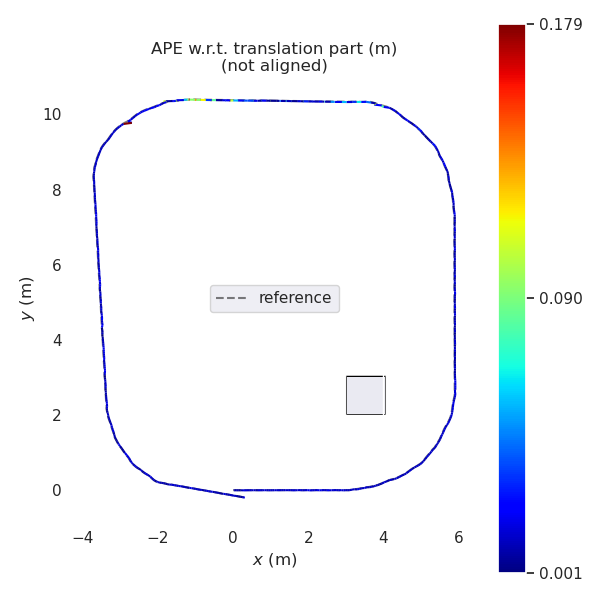 APE w.r.t. translation part (m)
(not aligned)
0.179
0.090
0.001
10
8
6
4
2
0
y (m)
reference
−4 −2 0 2 4 6
x (m)